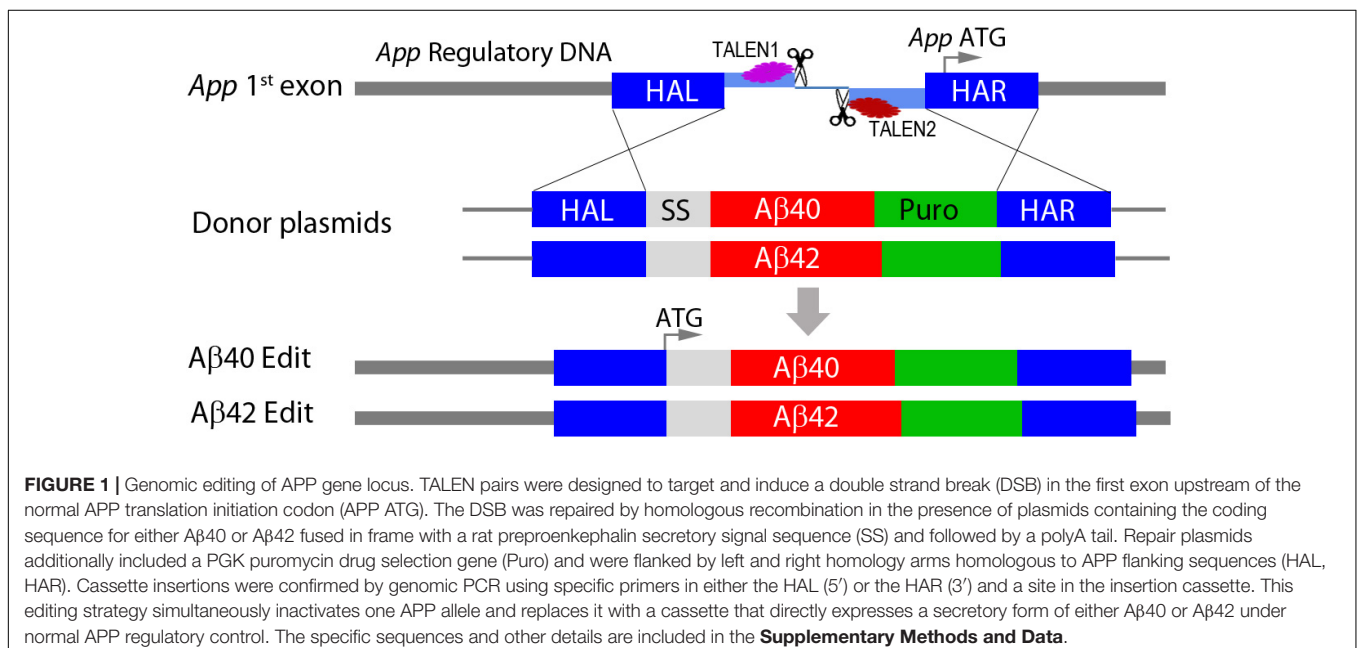 App Regulatory DNA
TALEN1
App ATG
App 1st exon
HAL
HAR
TALEN2
Donor plasmids
HAL SS Aβ40 Puro HAR
Aβ42
ATG
Aβ40 Edit
Aβ40
Aβ42 Edit
Aβ42
FIGURE 1 | Genomic editing of APP gene locus. TALEN pairs were designed to target and induce a double strand break (DSB) in the first exon upstream of the
normal APP translation initiation codon (APP ATG). The DSB was repaired by homologous recombination in the presence of plasmids containing the coding
sequence for either Aβ40 or Aβ42 fused in frame with a rat preproenkephalin secretory signal sequence (SS) and followed by a polyA tail. Repair plasmids
additionally included a PGK puromycin drug selection gene (Puro) and were flanked by left and right homology arms homologous to APP flanking sequences (HAL,
HAR). Cassette insertions were confirmed by genomic PCR using specific primers in either the HAL (5′) or the HAR (3′) and a site in the insertion cassette. This
editing strategy simultaneously inactivates one APP allele and replaces it with a cassette that directly expresses a secretory form of either Aβ40 or Aβ42 under
normal APP regulatory control. The specific sequences and other details are included in the Supplementary Methods and Data.